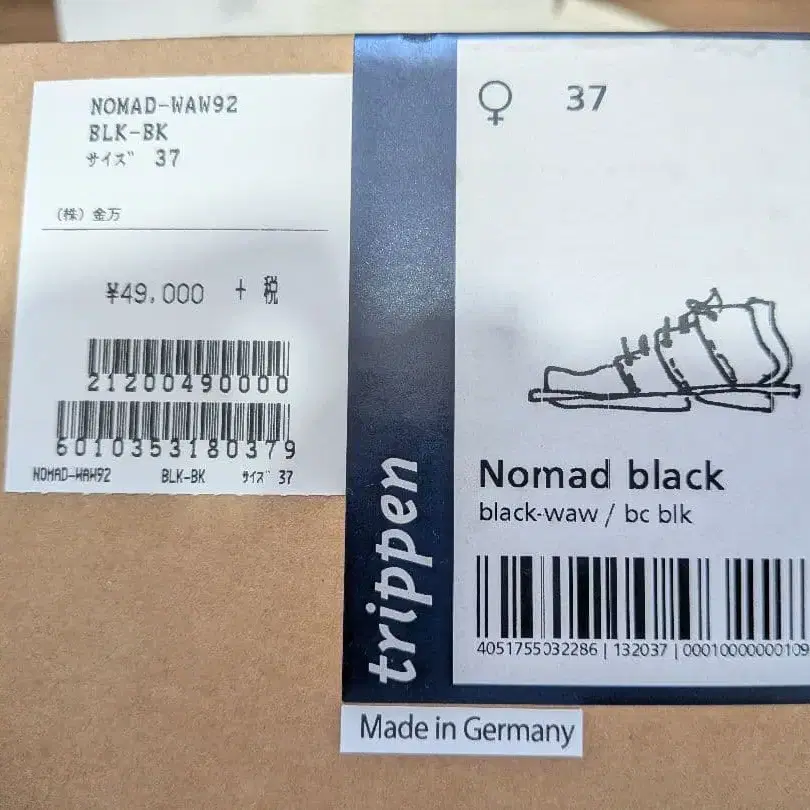 NOMAD-WAW92
BLK-BK
サイズ 37
(株) 金万
¥49,000 + 税
21200490000
6010353180379
NOMAD-WAW92 BLK-BK サイズ 37
♀ 37
trippen
Nomad black
black-waw / bc blk
4051755032286 | 132037 | 00010000000109
Made in Germany